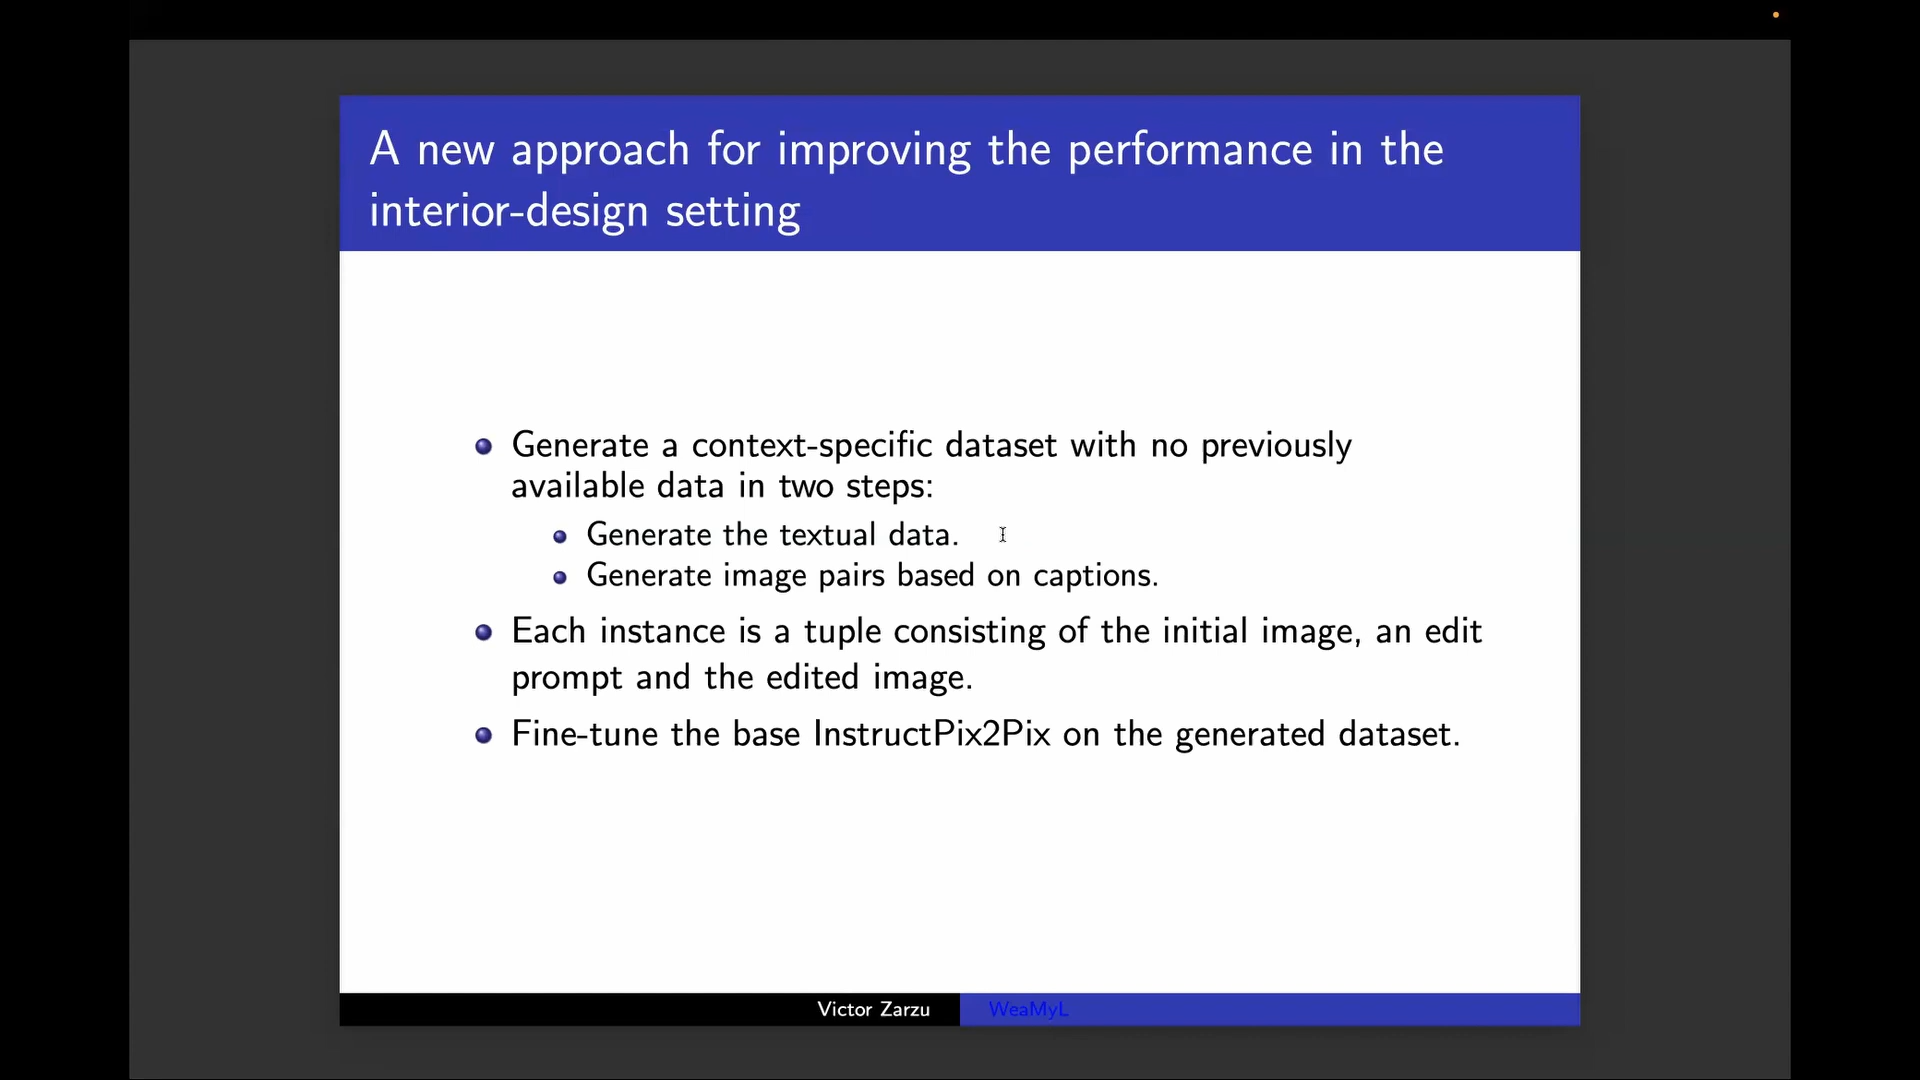 A new approach for improving the performance in the
interior-design setting
Generate a context-specific dataset with no previously
available data in two steps:
Generate the textual data.
Generate image pairs based on captions.
Each instance is a tuple consisting of the initial image, an edit
prompt and the edited image.
Fine-tune the base InstructPix2Pix on the generated dataset.
Victor Zarzu
WeaMyL